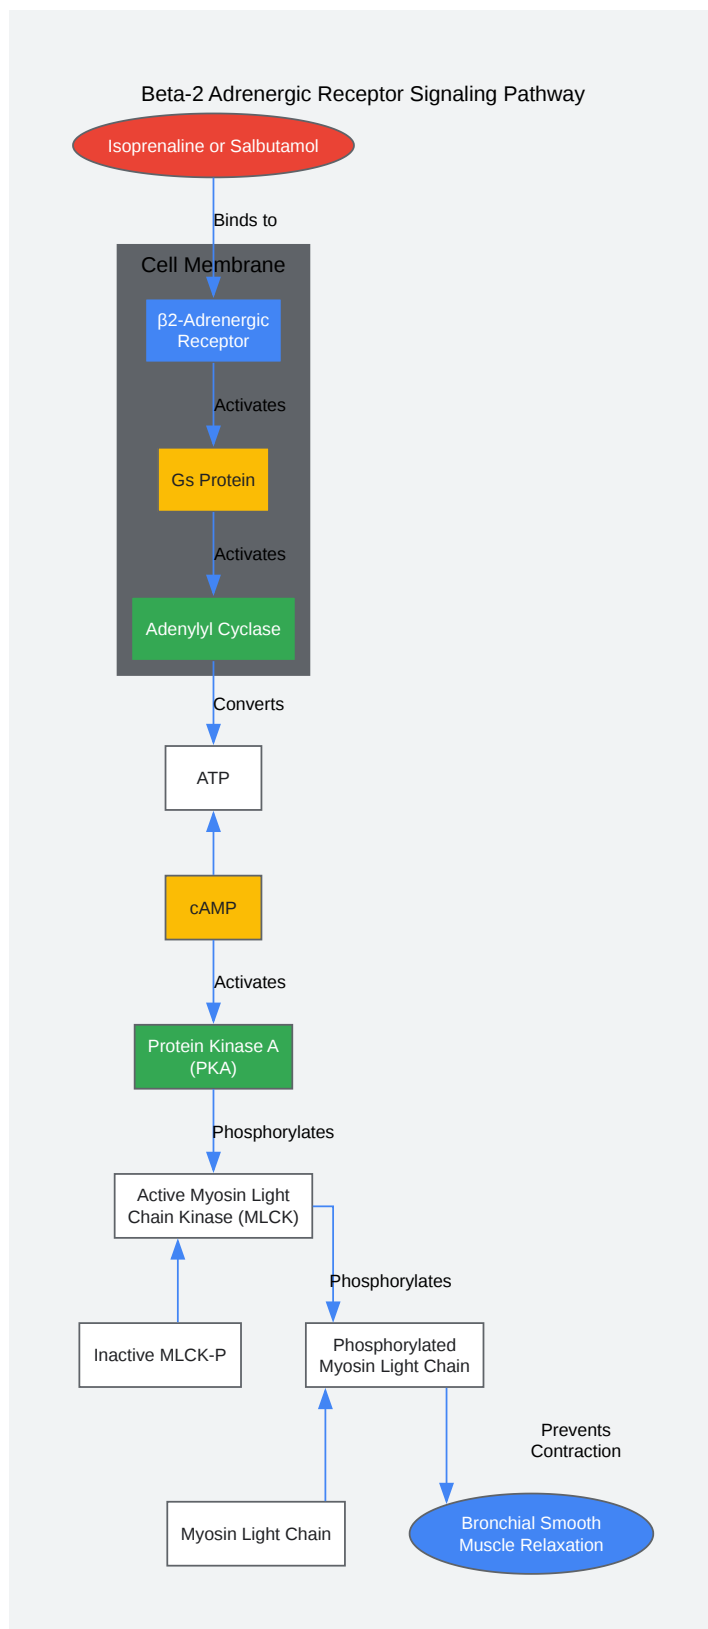 Beta-2 Adrenergic Receptor Signaling Pathway
Isoprenaline or Salbutamol
Binds to
Cell Membrane
β2-Adrenergic
Receptor
Activates
Gs Protein
Activates
Adenylyl Cyclase
Converts
ATP
cAMP
Activates
Protein Kinase A
(PKA)
Phosphorylates
Active Myosin Light
Chain Kinase (MLCK)
Phosphorylates
Inactive MLCK-P
Phosphorylated
Myosin Light Chain
Prevents
Contraction
Myosin Light Chain
Bronchial Smooth
Muscle Relaxation